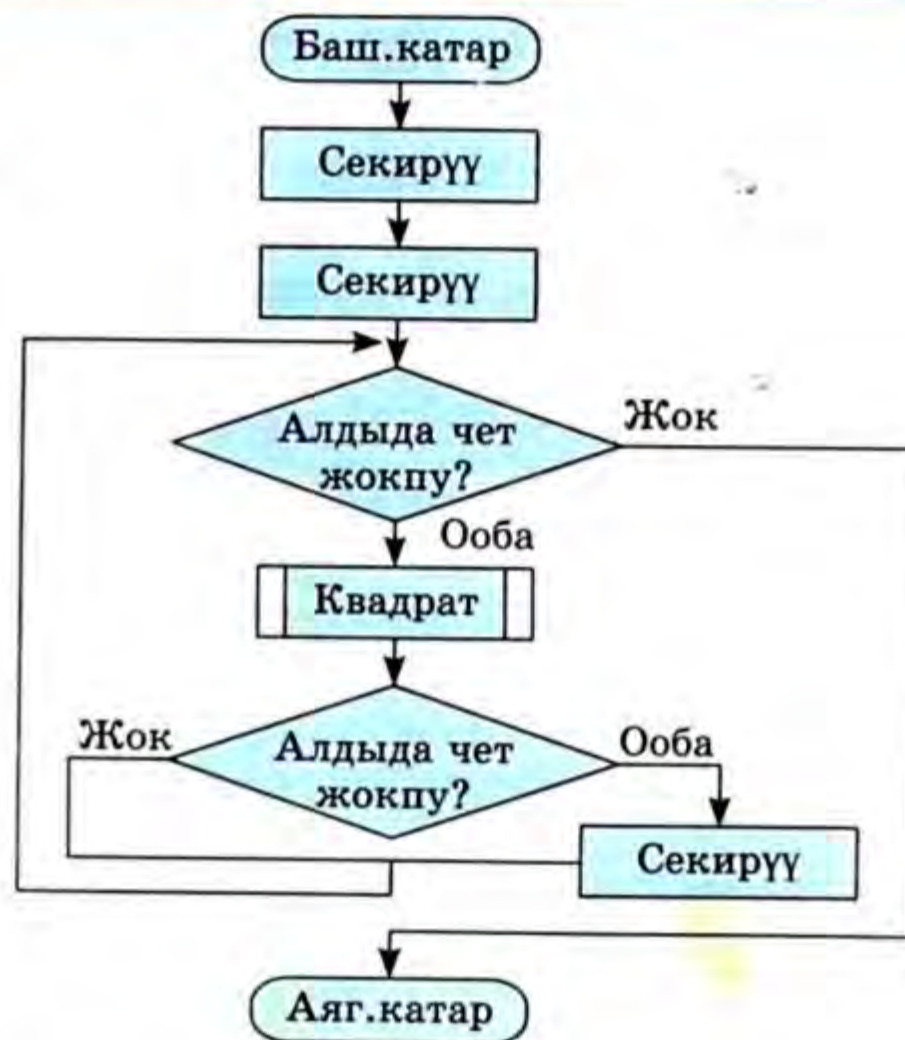 Баш.катар
Секирүү
Секирүү
Алдыда чет
жокпу?
Жок
Ооба
Квадрат
Жок
Алдыда чет
жокпу?
Ооба
Секирүү
Аяг.катар